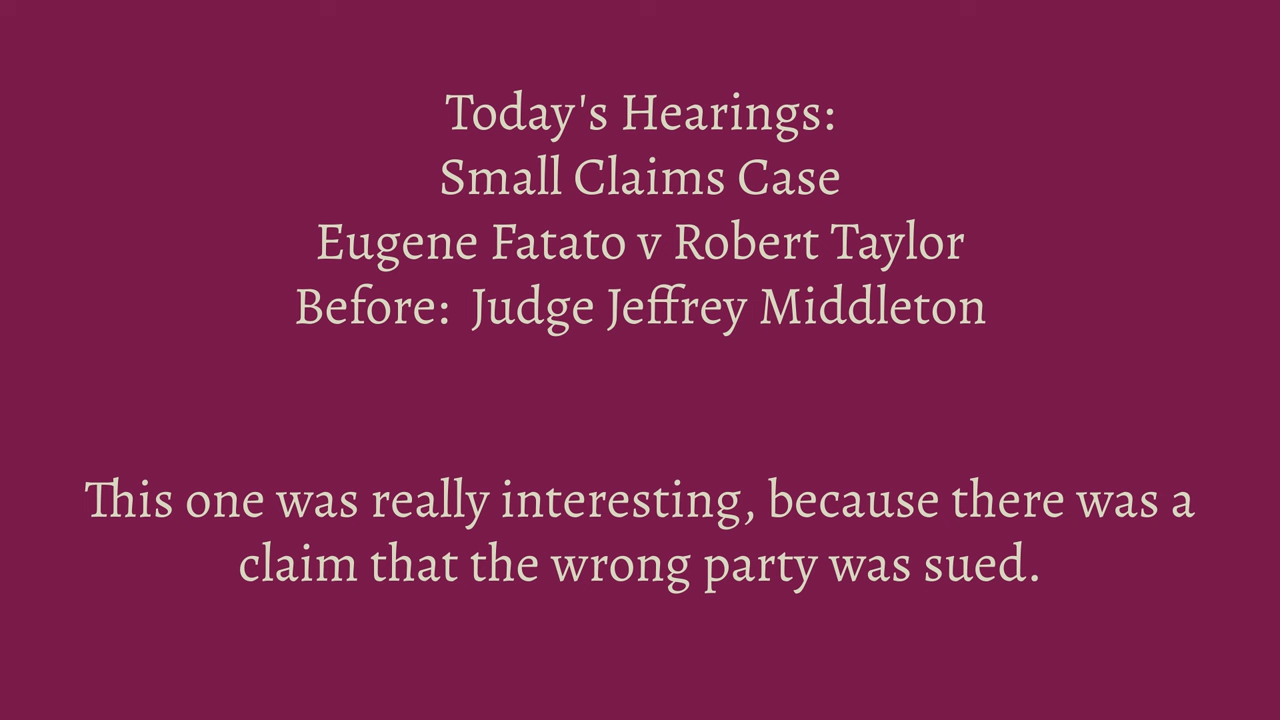 Today's Hearings:
Small Claims Case
Eugene Fatato v Robert Taylor
Before:  Judge Jeffrey Middleton
This one was really interesting, because there was a
claim that the wrong party was sued.